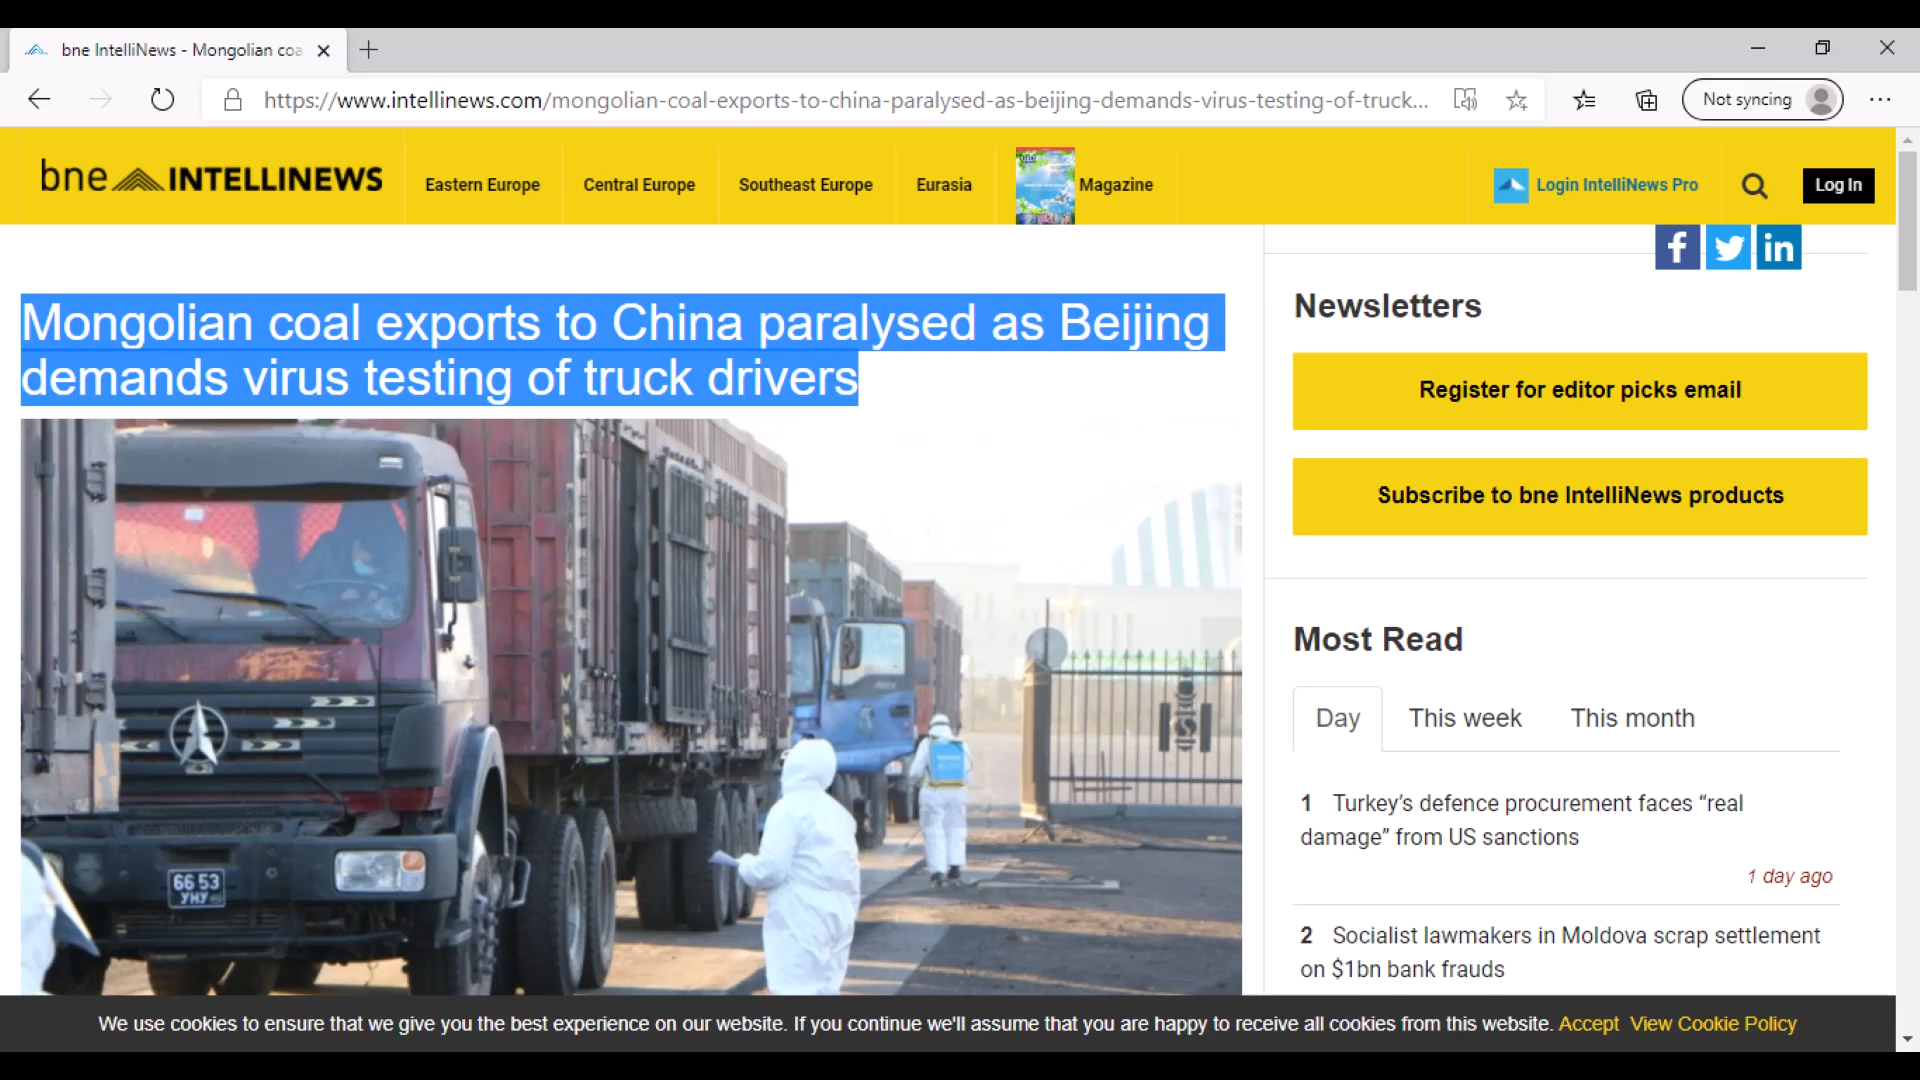 bne IntelliNews - Mongolian coa
https://www.intellinews.com/mongolian-coal-exports-to-china-paralysed-as-beijing-demands-virus-testing-of-truck...
Not syncing
bne INTELLINEWS
Eastern Europe
Central Europe
Southeast Europe
Eurasia
bne
Magazine
Login IntelliNews Pro
Log In
Mongolian coal exports to China paralysed as Beijing
demands virus testing of truck drivers
66 53
УНУ
Newsletters
Register for editor picks email
Subscribe to bne IntelliNews products
Most Read
Day
This week
This month
1 Turkey’s defence procurement faces “real
damage” from US sanctions
1 day ago
2 Socialist lawmakers in Moldova scrap settlement
on $1bn bank frauds
We use cookies to ensure that we give you the best experience on our website. If you continue we'll assume that you are happy to receive all cookies from this website. Accept View Cookie Policy